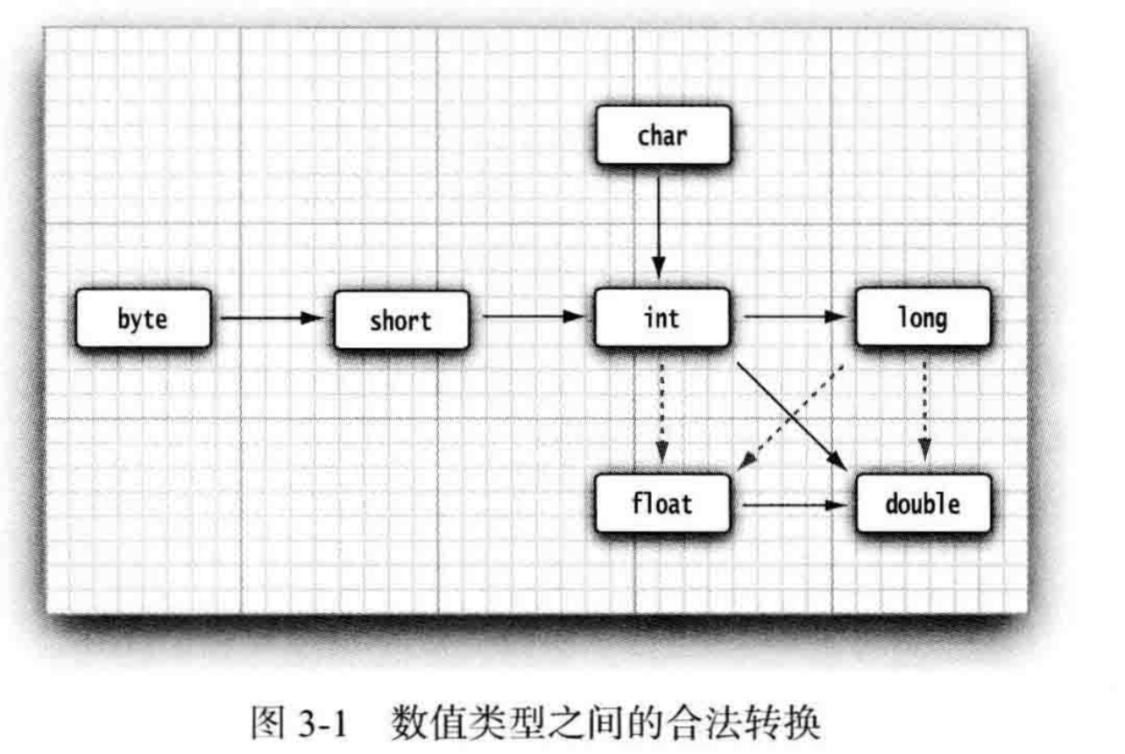 char
byte
short
int
long
float
double
图 3-1 数值类型之间的合法转换